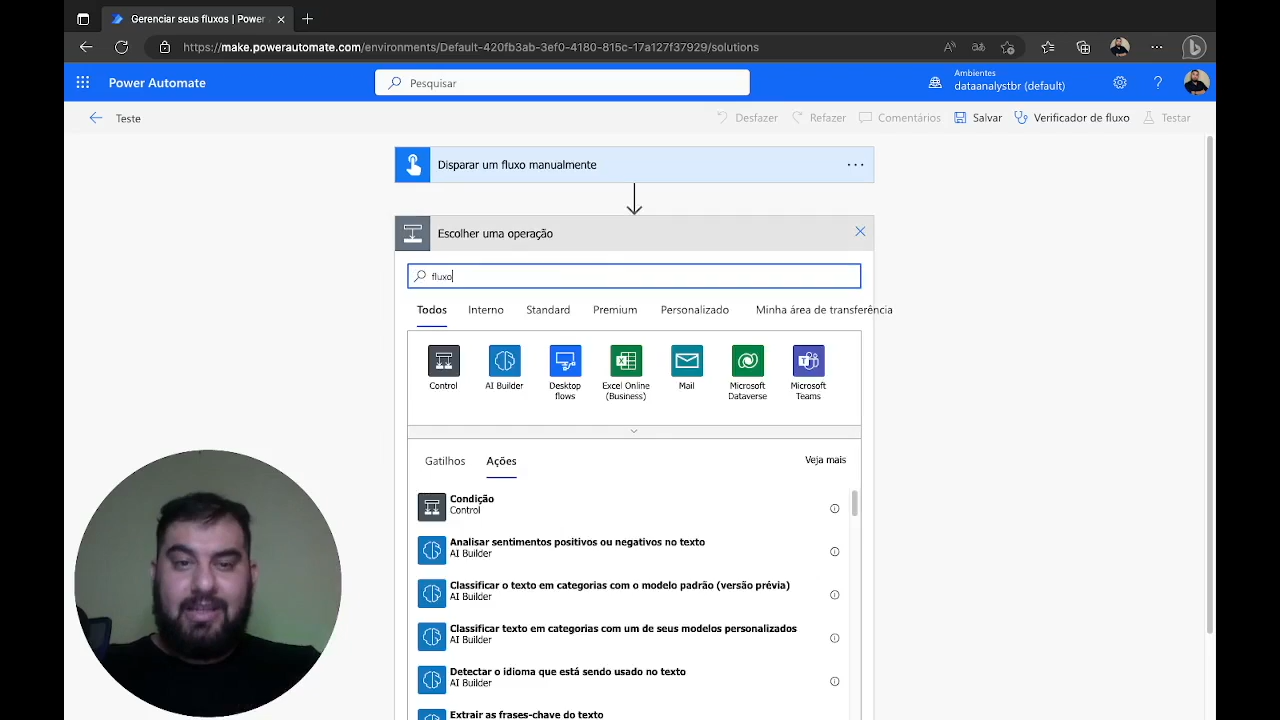 Gerenciar seus fluxos | Power
https://make.powerautomate.com/environments/Default-420fb3ab-3ef0-4180-815c-17a127f37929/solutions
Power Automate
Pesquisar
Ambientes
dataanalystbr (default)
Teste
Desfazer
Refazer
Comentários
Salvar
Verificador de fluxo
Testar
Disparar um fluxo manualmente
Escolher uma operação
fluxo
Todos
Interno
Standard
Premium
Personalizado
Minha área de transferência
Control
AI Builder
Desktop
flows
Excel Online
(Business)
Mail
Microsoft
Dataverse
Microsoft
Teams
Gatilhos
Ações
Veja mais
Condição
Control
Analisar sentimentos positivos ou negativos no texto
AI Builder
Classificar o texto em categorias com o modelo padrão (versão prévia)
AI Builder
Classificar texto em categorias com um de seus modelos personalizados
AI Builder
Detectar o idioma que está sendo usado no texto
AI Builder
Extrair as frases-chave do texto